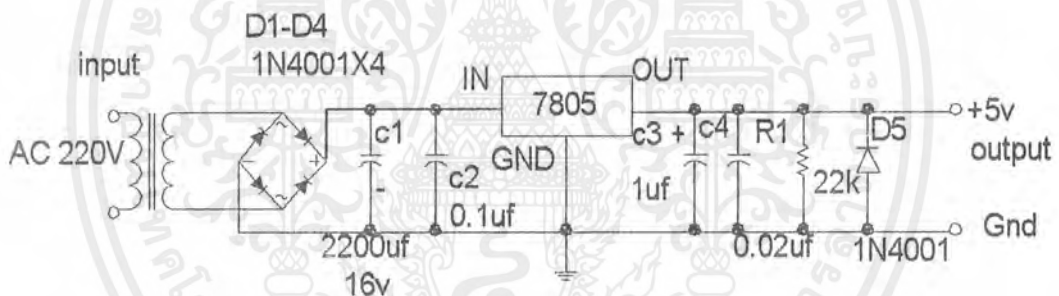 D1-D4
1N4001X4
input
AC 220V
~
~
-
+
c1
-
2200uf
16v
c2
0.1uf
IN
7805
OUT
GND
c3 +
1uf
c4
0.02uf
R1
22k
D5
1N4001
+5v
output
Gnd